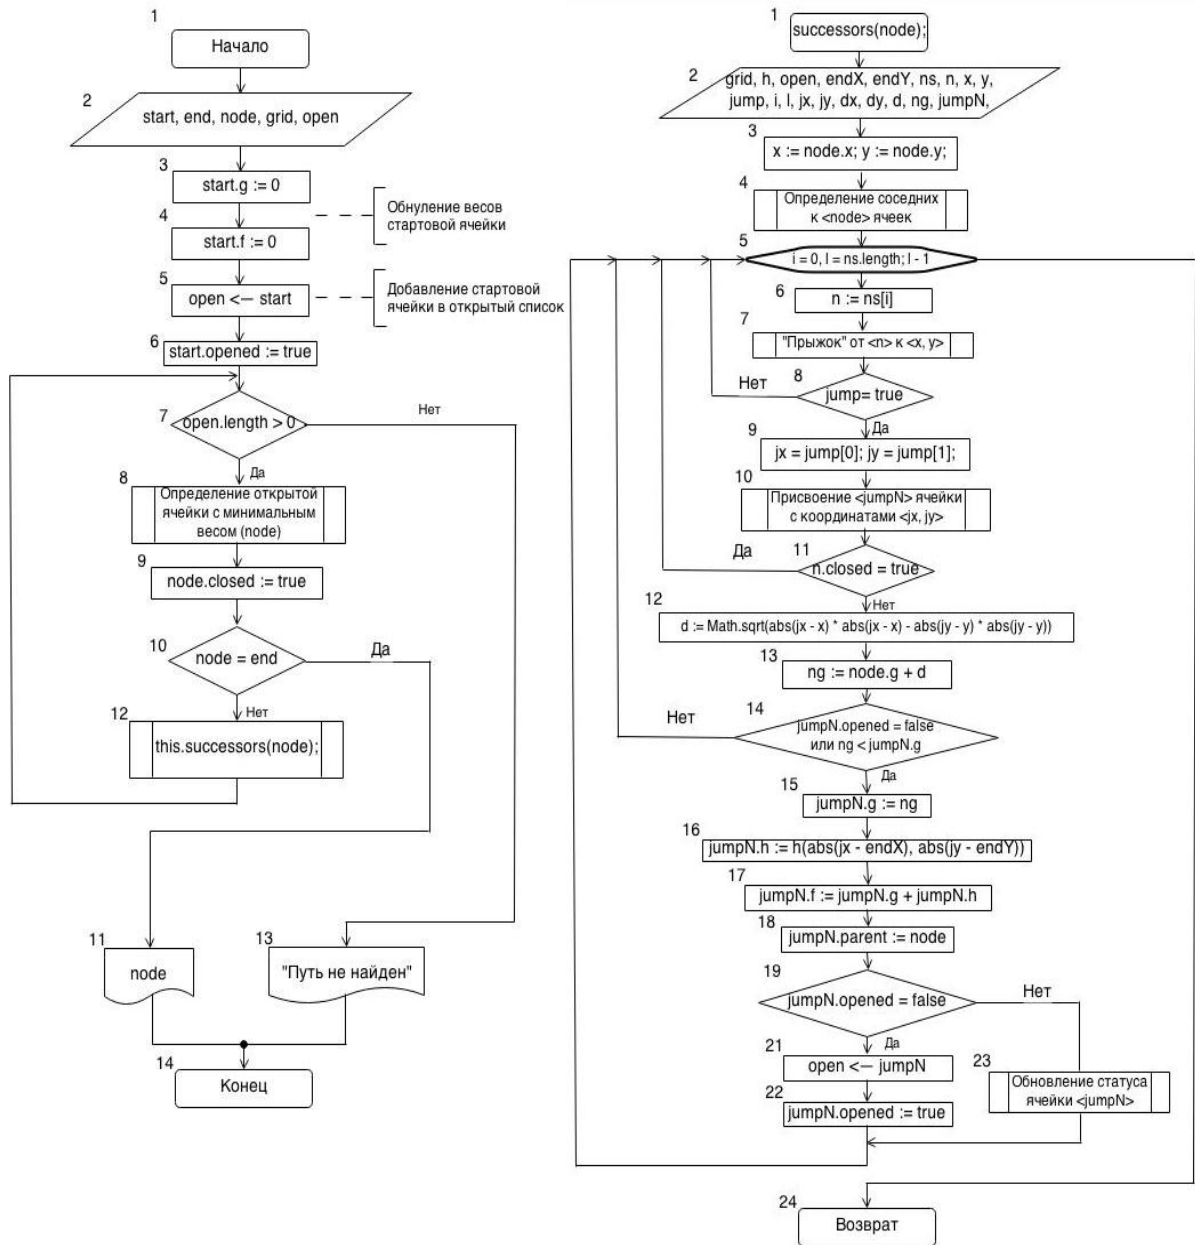 1
Начало
2
start, end, node, grid, open
3
start.g := 0
4
start.f := 0
Обнуление весов
стартовой ячейки
5
open <— start
Добавление стартовой
ячейки в открытый список
6
start.opened := true
7
open.length > 0
Нет
Да
8
Определение открытой
ячейки с минимальным
весом (node)
9
node.closed := true
10
node = end
Да
Нет
12
this.successors(node);
11
node
13
"Путь не найден"
14
Конец
1
successors(node);
2
grid, h, open, endX, endY, ns, n, x, y,
jump, i, l, jx, jy, dx, dy, d, ng, jumpN,
3
x := node.x; y := node.y;
4
Определение соседних
к <node> ячеек
5
i = 0, l = ns.length; l - 1
6
n := ns[i]
7
"Прыжок" от <n> к <x, y>
8
Нет
jump= true
Да
9
jx = jump[0]; jy = jump[1];
10
Присвоение <jumpN> ячейки
с координатами <jx, jy>
Да
11
n.closed = true
Нет
12
d := Math.sqrt(abs(jx - x) * abs(jx - x) - abs(jy - y) * abs(jy - y))
13
ng := node.g + d
14
Нет
jumpN.opened = false
или ng < jumpN.g
Да
15
jumpN.g := ng
16
jumpN.h := h(abs(jx - endX), abs(jy - endY))
17
jumpN.f := jumpN.g + jumpN.h
18
jumpN.parent := node
19
jumpN.opened = false
Нет
Да
21
open <— jumpN
22
jumpN.opened := true
23
Обновление статуса
ячейки <jumpN>
24
Возврат